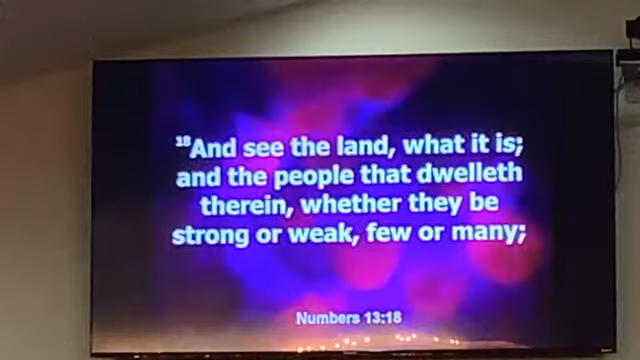 ¹⁸And see the land, what it is;
and the people that dwelleth
therein, whether they be
strong or weak, few or many;
Numbers 13:18